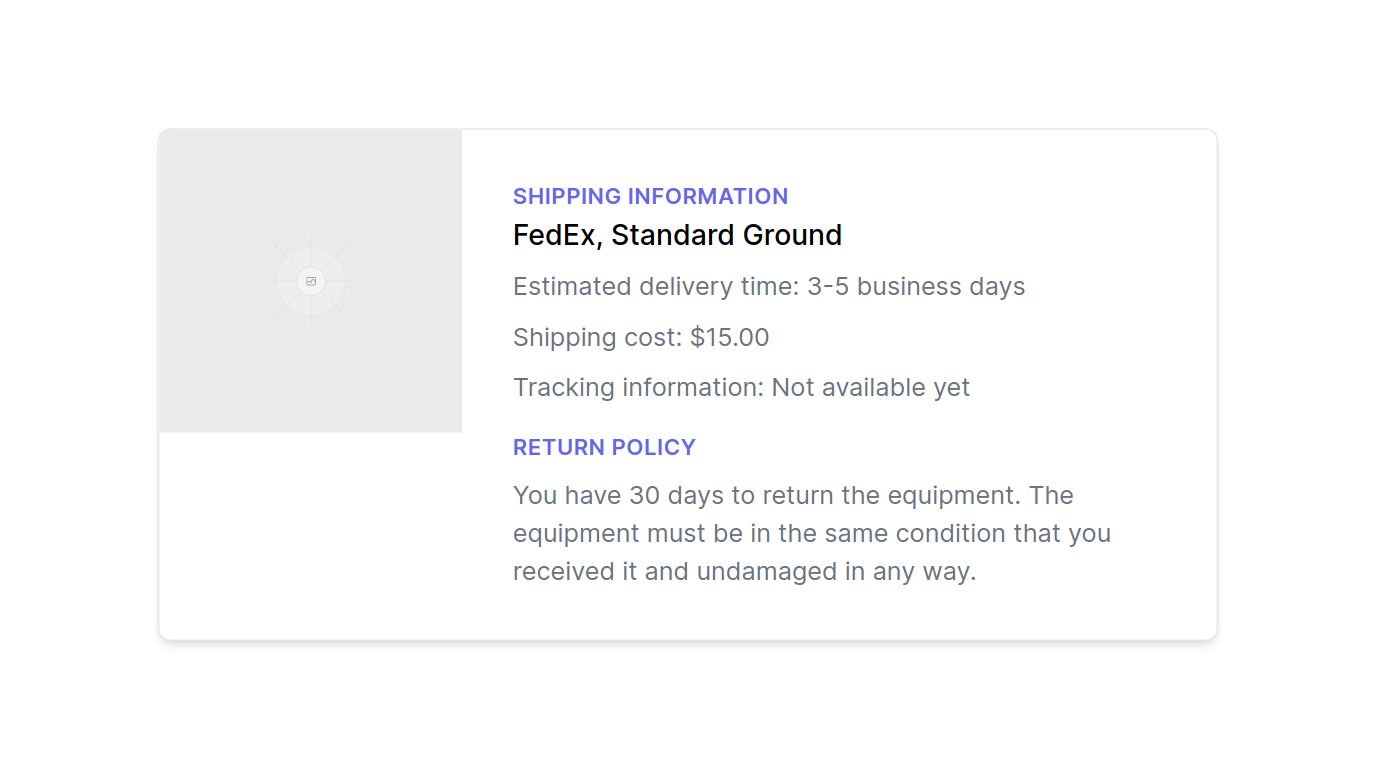 SHIPPING INFORMATION
FedEx, Standard Ground
Estimated delivery time: 3-5 business days
Shipping cost: $15.00
Tracking information: Not available yet
RETURN POLICY
You have 30 days to return the equipment. The
equipment must be in the same condition that you
received it and undamaged in any way.